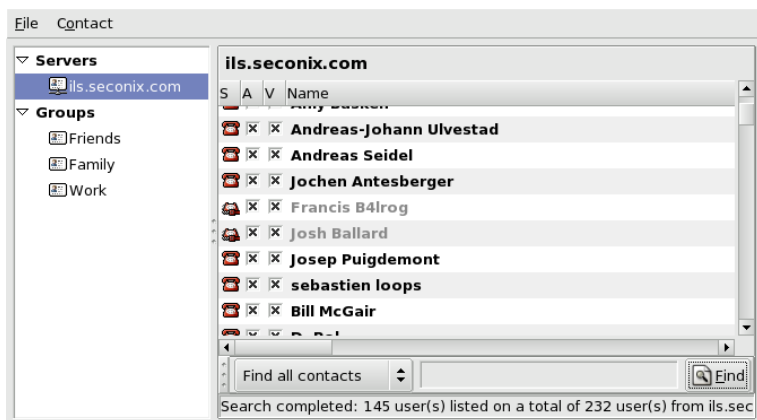 File Contact
Servers
ils.seconix.com
Groups
Friends
Family
Work
ils.seconix.com
S A V Name
Andreas-Johann Ulvestad
Andreas Seidel
Jochen Antesberger
Francis B4lrog
Josh Ballard
Josep Puigdemont
sebastien loops
Bill McGair
Find all contacts
Find
Search completed: 145 user(s) listed on a total of 232 user(s) from ils.sec